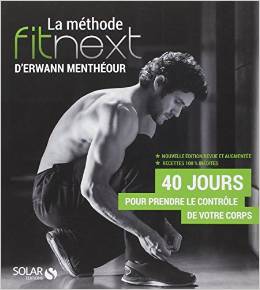 La méthode
fitnext
D'ERWANN MENTHÉOUR
★ NOUVELLE ÉDITION REVUE ET AUGMENTÉE
★ RECETTES 100% INÉDITES
40 JOURS
POUR PRENDRE LE CONTRÔLE
DE VOTRE CORPS
SOLAR
ÉDITIONS